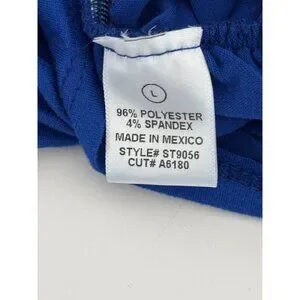 L
96% POLYESTER
4% SPANDEX
MADE IN MEXICO
STYLE# ST9056
CUT# A6180